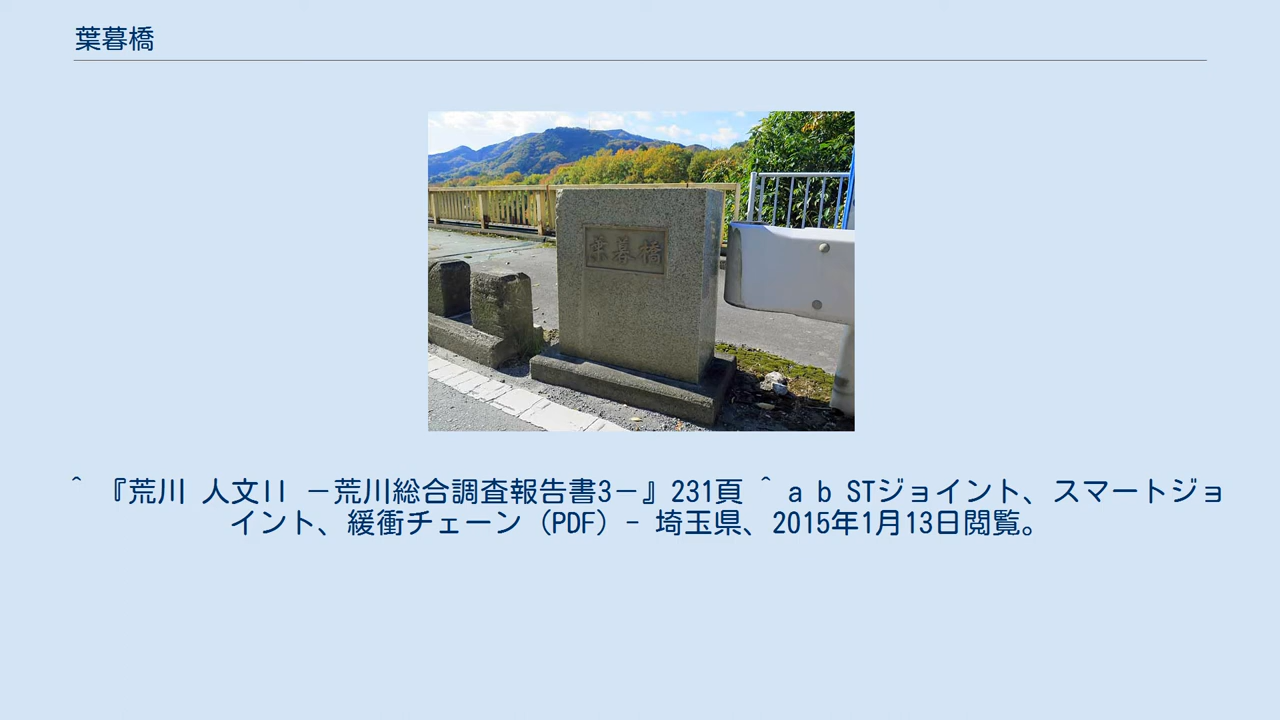 葉暮橋
葉暮橋
^ 『荒川 人文II －荒川総合調査報告書3－』231頁 ^ a b STジョイント、スマートジョ
イント、緩衝チェーン（PDF）- 埼玉県、2015年1月13日閲覧。